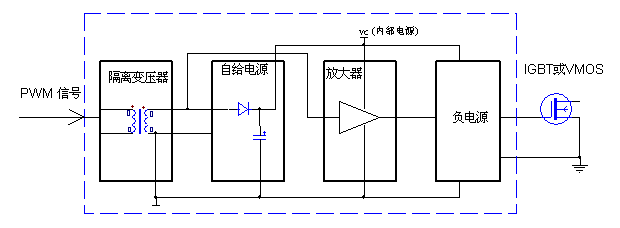 vc (内部电源)
隔离变压器
自给电源
放大器
IGBT或VMOS
PWM 信号
负电源